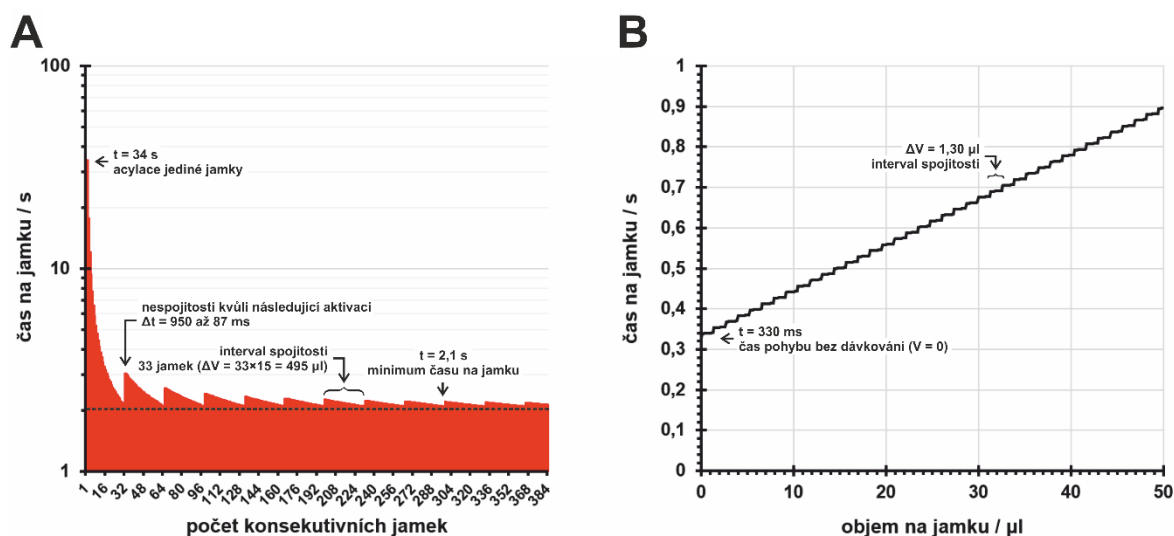 A
100
10
1
čas na jamku / s
t = 34 s
acylace jediné jamky
nespojitosti kvůli následující aktivaci
Δt = 950 až 87 ms
interval spojitosti
33 jamek (ΔV = 33×15 = 495 µl)
t = 2,1 s
minimum času na jamku
1 16 32 48 64 80 96 112 128 144 160 176 192 208 224 240 256 272 288 304 320 336 352 368 384
počet konsekutivních jamek
B
1
0,9
0,8
0,7
0,6
0,5
0,4
0,3
0,2
0,1
0
čas na jamku / s
ΔV = 1,30 µl
interval spojitosti
t = 330 ms
čas pohybu bez dávkování (V = 0)
0 10 20 30 40 50
objem na jamku / µl